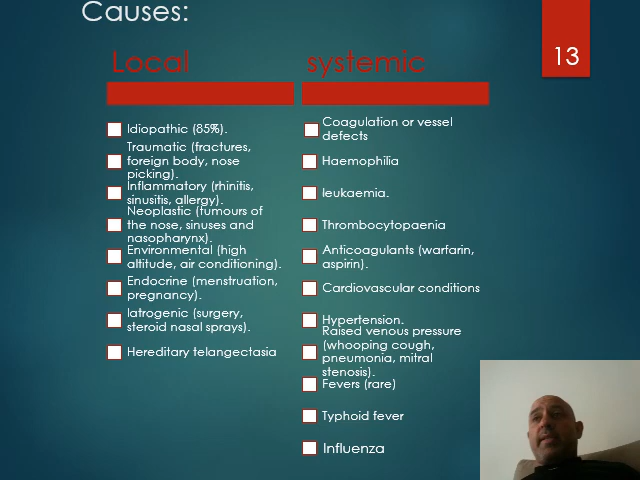 Causes:
13
Local
Idiopathic (85%).
Traumatic (fractures,
foreign body, nose
picking).
Inflammatory (rhinitis,
sinusitis, allergy).
Neoplastic (tumours of
the nose, sinuses and
nasopharynx).
Environmental (high
altitude, air conditioning).
Endocrine (menstruation,
pregnancy).
Iatrogenic (surgery,
steroid nasal sprays).
Hereditary telangectasia
systemic
Coagulation or vessel
defects
Haemophilia
leukaemia.
Thrombocytopaenia
Anticoagulants (warfarin,
aspirin).
Cardiovascular conditions
Hypertension.
Raised venous pressure
(whooping cough,
pneumonia, mitral
stenosis).
Fevers (rare)
Typhoid fever
Influenza